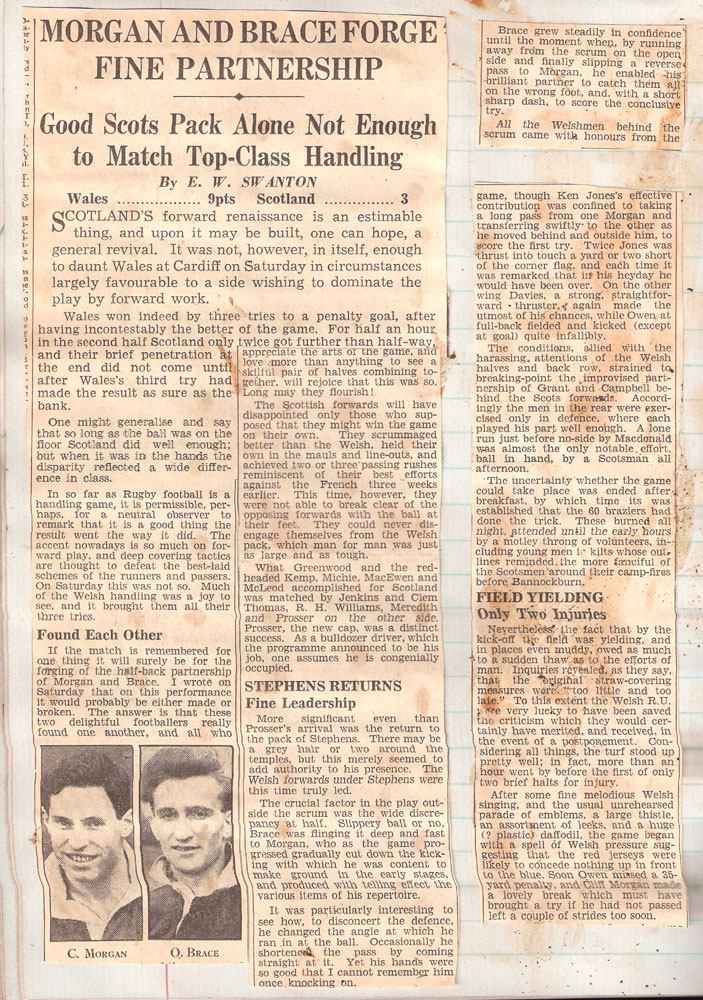 MORGAN AND BRACE FORGE
FINE PARTNERSHIP
Good Scots Pack Alone Not Enough
to Match Top-Class Handling
By E. W. SWANTON
Wales ................. 9pts Scotland ............. 3
SCOTLAND'S forward renaissance is an estimable
thing, and upon it may be built, one can hope, a
general revival. It was not, however, in itself, enough
to daunt Wales at Cardiff on Saturday in circumstances
largely favourable to a side wishing to dominate the
play by forward work.
Wales won indeed by three tries to a penalty goal, after
having incontestably the better of the game. For half an hour
in the second half Scotland only twice got further than half-way,
and their brief penetration at
the end did not come until
after Wales's third try had
made the result as sure as the
bank.
One might generalise and say
that so long as the ball was on the
floor Scotland did well enough;
but when it was in the hands the
disparity reflected a wide differ-
ence in class.
In so far as Rugby football is a
handling game, it is permissible, per-
haps, for a neutral observer to
remark that it is a good thing the
result went the way it did. The
accent nowadays is so much on for-
ward play, and deep covering tactics
are thought to defeat the best-laid
schemes of the runners and passers.
On Saturday this was not so. Much
of the Welsh handling was a joy to
see, and it brought them all their
three tries.
Found Each Other
If the match is remembered for
one thing it will surely be for the
forging of the half-back partnership
of Morgan and Brace. I wrote on
Saturday that on this performance
it would probably be either made or
broken. The answer is that these
two delightful footballers really
found one another, and all who
C. MORGAN
O. BRACE
appreciate the arts of the game, and
love more than anything to see a
skilful pair of halves combining to-
gether, will rejoice that this was so.
Long may they flourish!
The Scottish forwards will have
disappointed only those who sup-
posed that they might win the game
on their own. They scrummaged
better than the Welsh, held their
own in the mauls and line-outs, and
achieved two or three passing rushes
reminiscent of their best efforts
against the French three weeks
earlier. This time, however, they
were not able to break clear of the
opposing forwards with the ball at
their feet. They could never dis-
engage themselves from the Welsh
pack, which man for man was just
as large and as tough.
What Greenwood and the red-
headed Kemp, Michie, MacEwen and
McLeod accomplished for Scotland
was matched by Jenkins and Clem
Thomas, R. H. Williams, Meredith
and Prosser on the other side.
Prosser, the new cap, was a distinct
success. As a bulldozer driver, which
the programme announced to be his
job, one assumes he is congenially
occupied.
STEPHENS RETURNS
Fine Leadership
More significant even than
Prosser's arrival was the return to
the pack of Stephens. There may be
a grey hair or two around the
temples, but this merely seemed to
add authority to his presence. The
Welsh forwards under Stephens were
this time truly led.
The crucial factor in the play out-
side the scrum was the wide discre-
pancy at half. Slippery ball or no,
Brace was flinging it deep and fast
to Morgan, who as the game pro-
gressed gradually cut down the kick-
ing with which he was content to
make ground in the early stages,
and produced with telling effect the
various items of his repertoire.
It was particularly interesting to
see how, to disconcert the defence,
he changed the angle at which he
ran in at the ball. Occasionally he
shortened the pass by coming
straight at it. Yet his hands were
so good that I cannot remember him
once knocking on.
Brace grew steadily in confidence
until the moment when, by running
away from the scrum on the open
side and finally slipping a reverse
pass to Morgan, he enabled his
brilliant partner to catch them all
on the wrong foot, and, with a short
sharp dash, to score the conclusive
try.
All the Welshmen behind the
scrum came with honours from the
game, though Ken Jones's effective
contribution was confined to taking
a long pass from one Morgan and
transferring swiftly to the other as
he moved behind and outside him, to
score the first try. Twice Jones was
thrust into touch a yard or two short
of the corner flag, and each time it
was remarked that in his heyday he
would have been over. On the other
wing Davies, a strong, straightfor-
ward thruster, again made the
utmost of his chances, while Owen at
full-back fielded and kicked (except
at goal) quite infallibly.
The conditions, allied with the
harassing attentions of the Welsh
halves and back row, strained to
breaking-point the improvised part-
nership of Grant and Campbell be-
hind the Scots forwards. Accord-
ingly the men in the rear were exer-
cised only in defence, where each
played his part well enough. A lone
run just before no-side by Macdonald
was almost the only notable effort,
ball in hand, by a Scotsman all
afternoon.
The uncertainty whether the game
could take place was ended after
breakfast, by which time its was
established that the 60 braziers had
done the trick. These burned all
night, attended until the early hours
by a motley throng of volunteers, in-
cluding young men in kilts whose out-
lines reminded the more fanciful of
the Scotsmen around their camp-fires
before Bannockburn.
FIELD YIELDING
Only Two Injuries
Nevertheless the fact that by the
kick-off the field was yielding, and
in places even muddy, owed as much
to a sudden thaw as to the efforts of
man. Inquiries revealed, as they say,
that the original straw-covering
measures were "too little and too
late." To this extent the Welsh R.U.
were very lucky to have been saved
the criticism which they would cer-
tainly have merited, and received, in
the event of a postponement. Con-
sidering all things, the turf stood up
pretty well; in fact, more than an
hour went by before the first of only
two brief halts for injury.
After some fine melodious Welsh
singing, and the usual unrehearsed
parade of emblems, a large thistle,
an assortment of leeks, and a huge
(? plastic) daffodil, the game began
with a spell of Welsh pressure sug-
gesting that the red jerseys were
likely to concede nothing up in front
to the blue. Soon Owen missed a 35-
yard penalty, and Cliff Morgan made
a lovely break which must have
brought a try if he had not passed
left a couple of strides too soon.